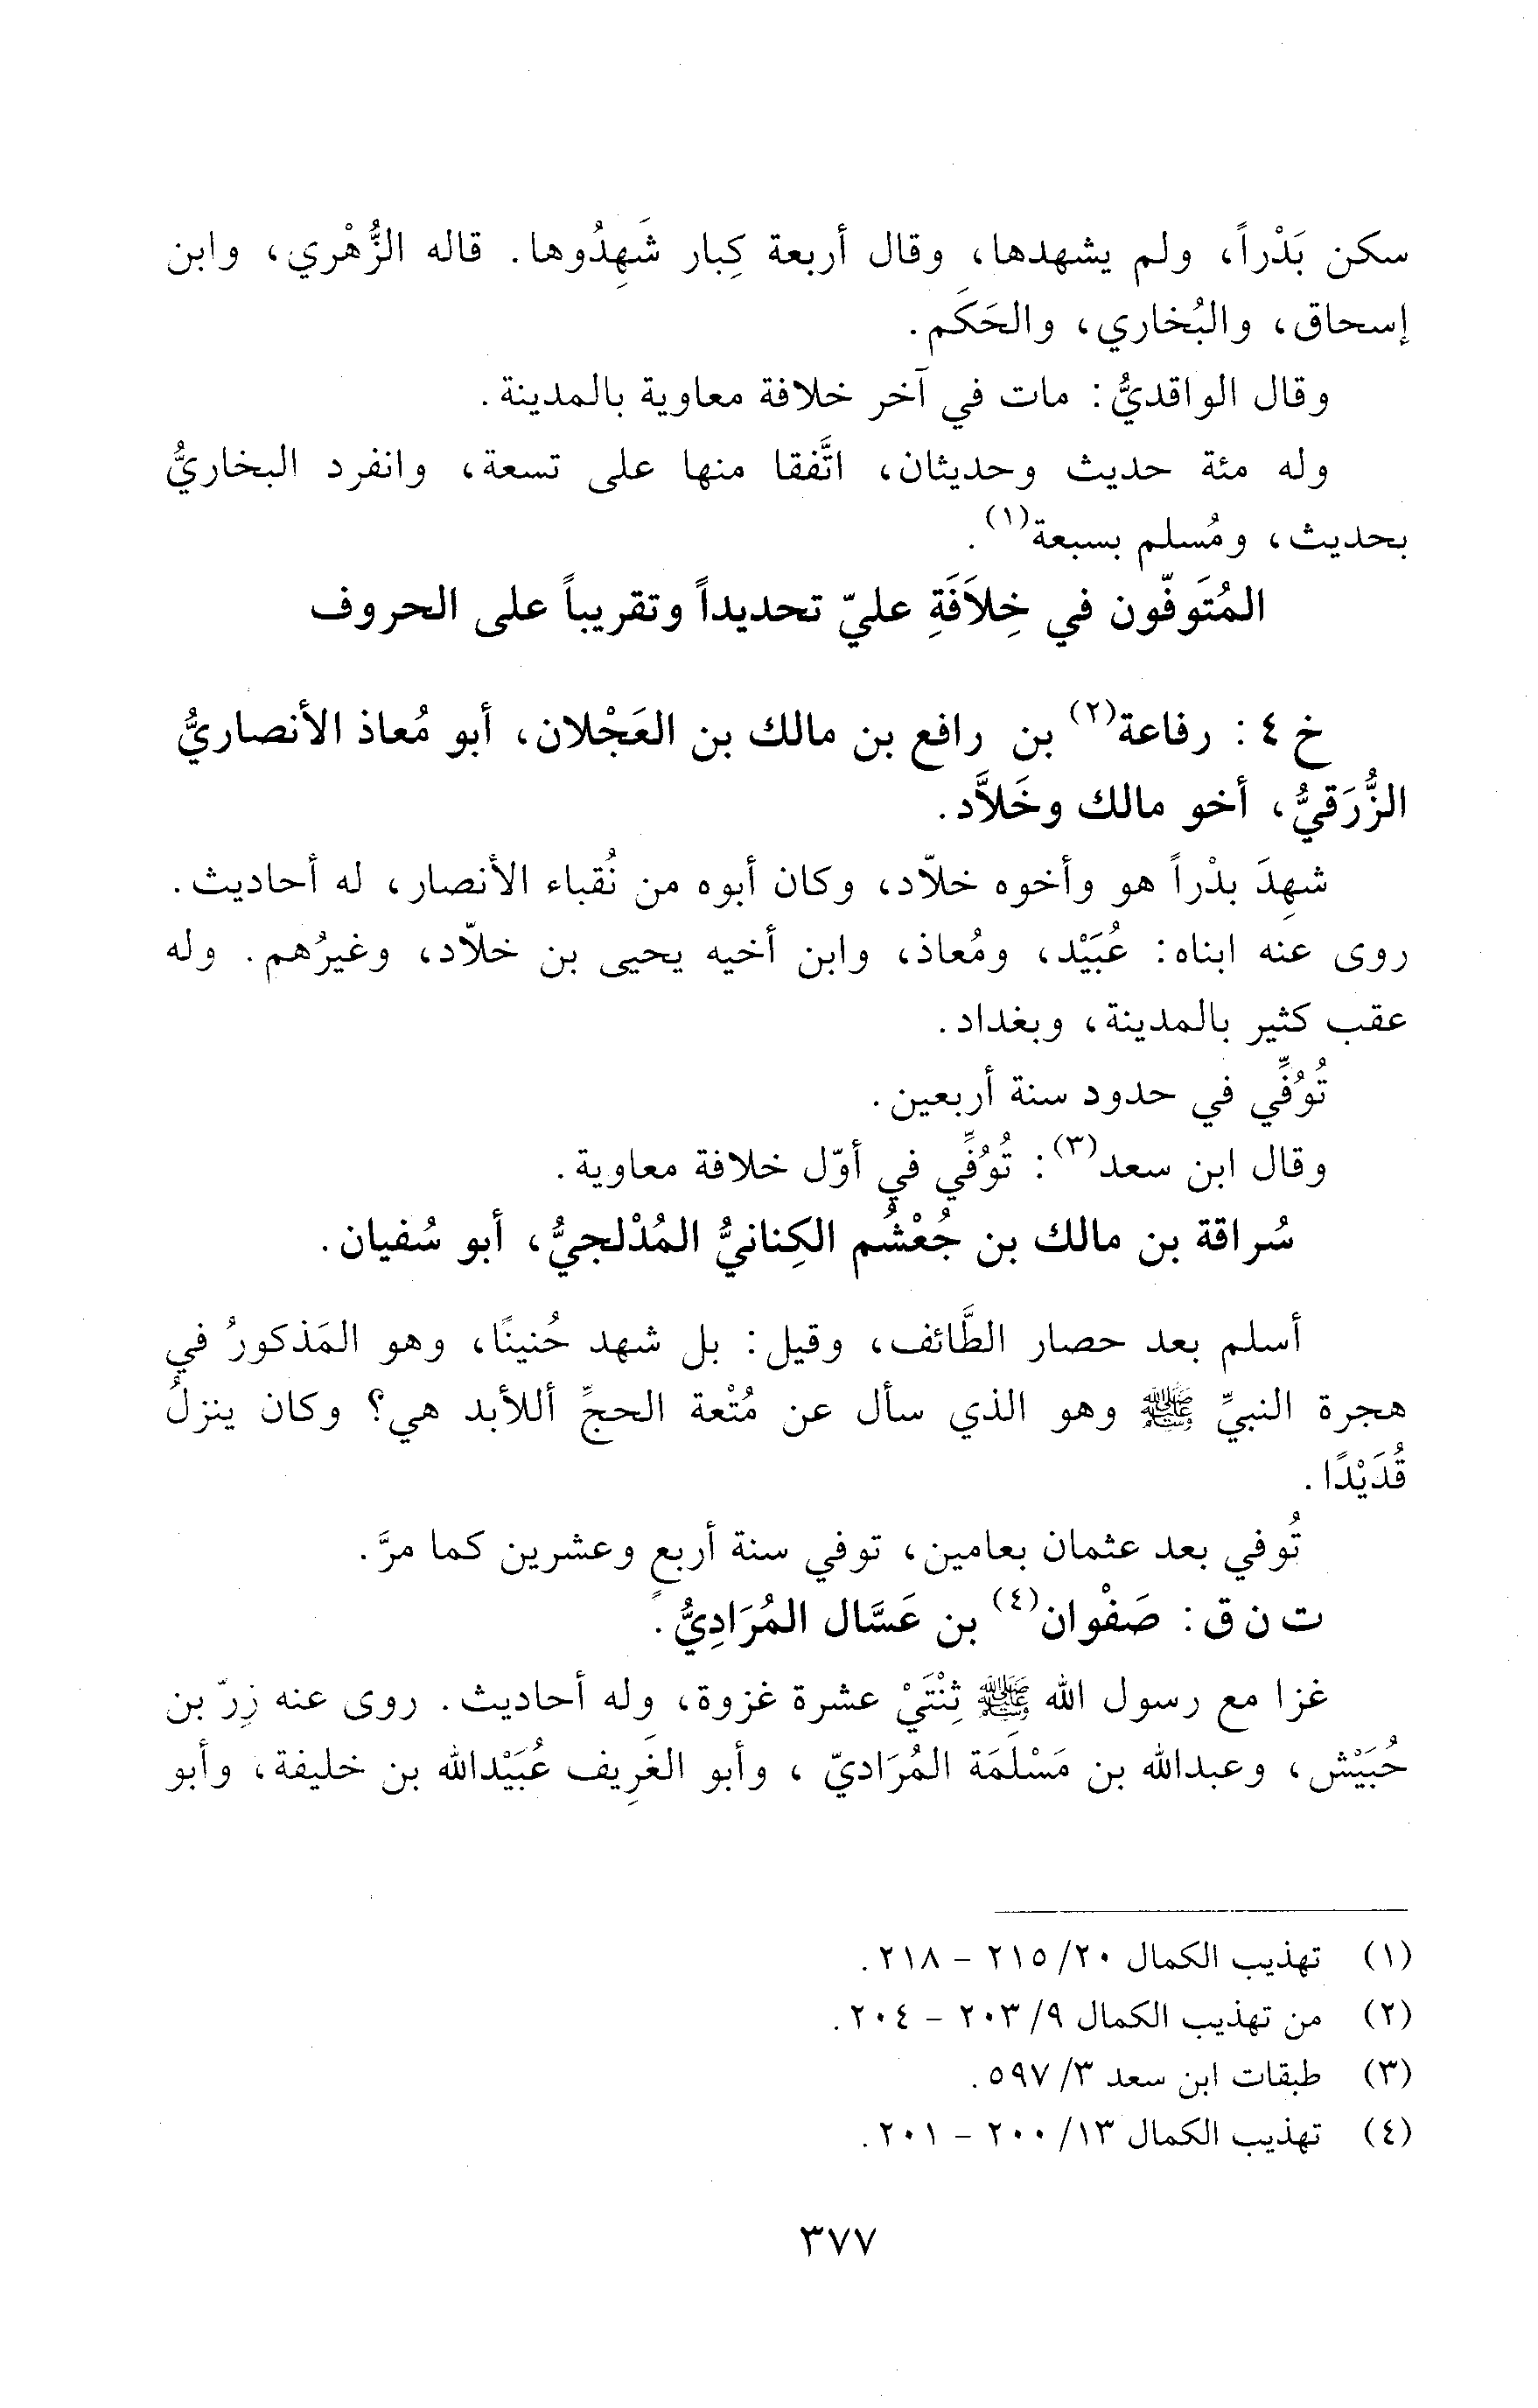 سكن بَدْراً، ولم يشهدها، وقال أربعة كِبار شَهِدُوها. قاله الزُّهْري، وابن
إسحاق، والبُخاري، والحَكَم.
وقال الواقديُّ: مات في آخر خلافة معاوية بالمدينة.
وله مئة حديث وحديثان، اتَّفقا منها على تسعة، وانفرد البخاريُّ
بحديث، ومُسلم بسبعة(١).
المُتَوفّون في خِلاَفَةِ عليّ تحديداً وتقريباً على الحروف
خ ٤: رفاعة(٢) بن رافع بن مالك بن العَجْلان، أبو مُعاذ الأنصاريُّ
الزُّرَقيُّ، أخو مالك وخَلاَّد.
شهِدَ بدْراً هو وأخوه خلاّد، وكان أبوه من نُقباء الأنصار، له أحاديث.
روى عنه ابناه: عُبَيْد، ومُعاذ، وابن أخيه يحيى بن خلاّد، وغيرُهم. وله
عقب كثير بالمدينة، وبغداد.
تُوُفِّي في حدود سنة أربعين.
وقال ابن سعد(٣): تُوُفِّي في أوّل خلافة معاوية.
سُراقة بن مالك بن جُعْشُم الكِنانيُّ المُدْلجيُّ، أبو سُفيان.
أسلم بعد حصار الطَّائف، وقيل: بل شهد حُنينًا، وهو المَذكورُ في
هجرة النبيِّ ﷺ وهو الذي سأل عن مُتْعة الحجِّ أللأبد هي؟ وكان ينزلُ
قُدَيْدًا.
تُوفي بعد عثمان بعامين، توفي سنة أربعٍ وعشرين كما مرَّ.
ت ن ق: صَفْوان(٤) بن عَسَّال المُرَادِيُّ.
غزا مع رسول الله ﷺ ثِنْتَيْ عشرة غزوة، وله أحاديث. روى عنه زِرّ بن
حُبَيْش، وعبدالله بن مَسْلَمَة المُرَاديّ، وأبو الغَرِيف عُبَيْدالله بن خليفة، وأبو
(١) تهذيب الكمال ٢٠/ ٢١٥ - ٢١٨.
(٢) من تهذيب الكمال ٩/ ٢٠٣ - ٢٠٤.
(٣) طبقات ابن سعد ٣/ ٥٩٧.
(٤) تهذيب الكمال ١٣/ ٢٠٠ - ٢٠١.
٣٧٧